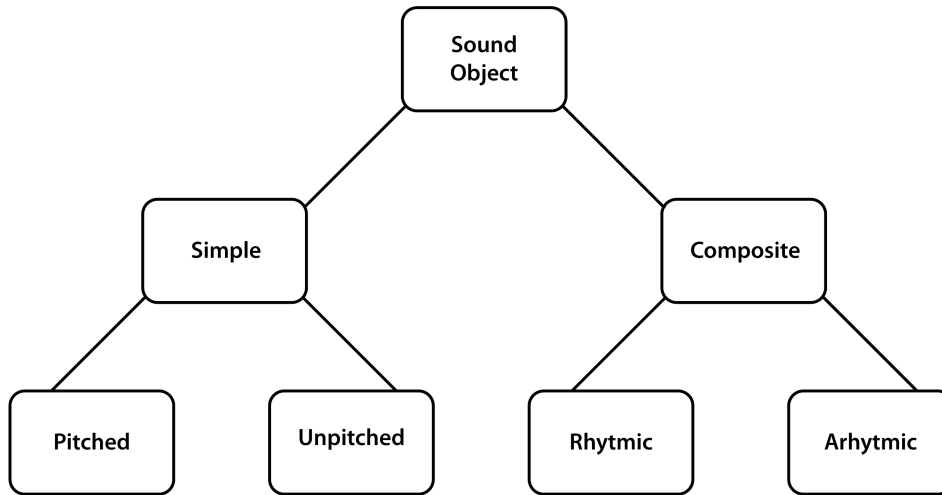 Sound
Object
Simple
Composite
Pitched
Unpitched
Rhytmic
Arhytmic